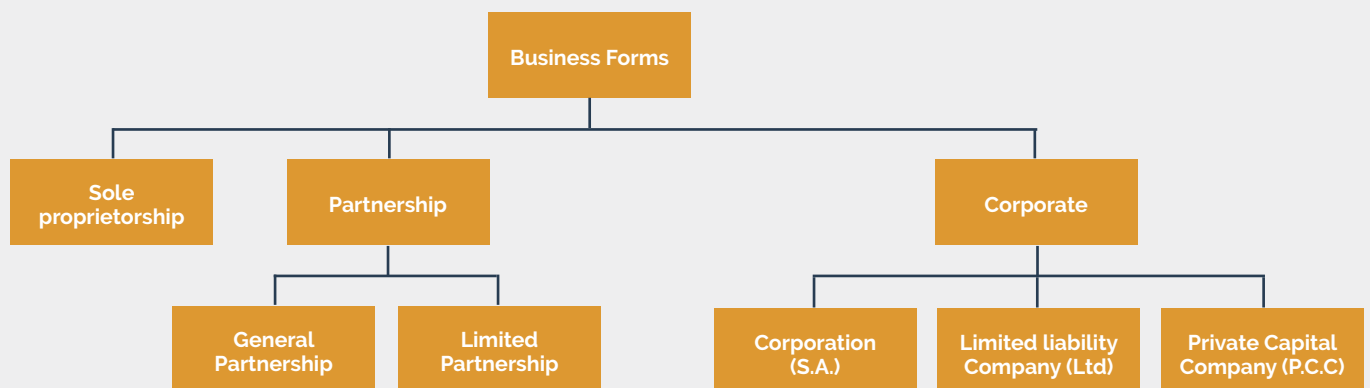 Business Forms
Sole
proprietorship
Partnership
Corporate
General
Partnership
Limited
Partnership
Corporation
(S.A.)
Limited liability
Company (Ltd)
Private Capital
Company (P.C.C)